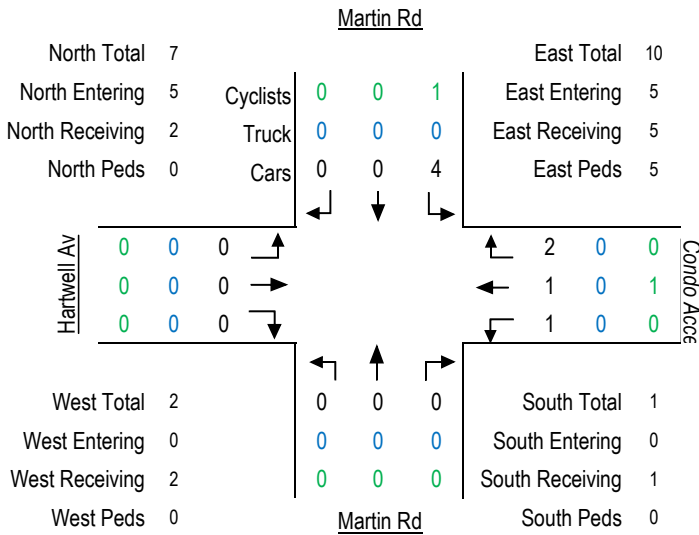 Martin Rd
North Total 7
East Total 10
North Entering 5
Cyclists 0 0 1
East Entering 5
North Receiving 2
Truck 0 0 0
East Receiving 5
North Peds 0
Cars 0 0 4
East Peds 5
Hartwell Av
0 0 0
0 0 0
0 0 0
2 0 0
1 0 1
1 0 0
Condo Acce
West Total 2
0 0 0
South Total 1
West Entering 0
0 0 0
South Entering 0
West Receiving 2
0 0 0
South Receiving 1
West Peds 0
Martin Rd
South Peds 0